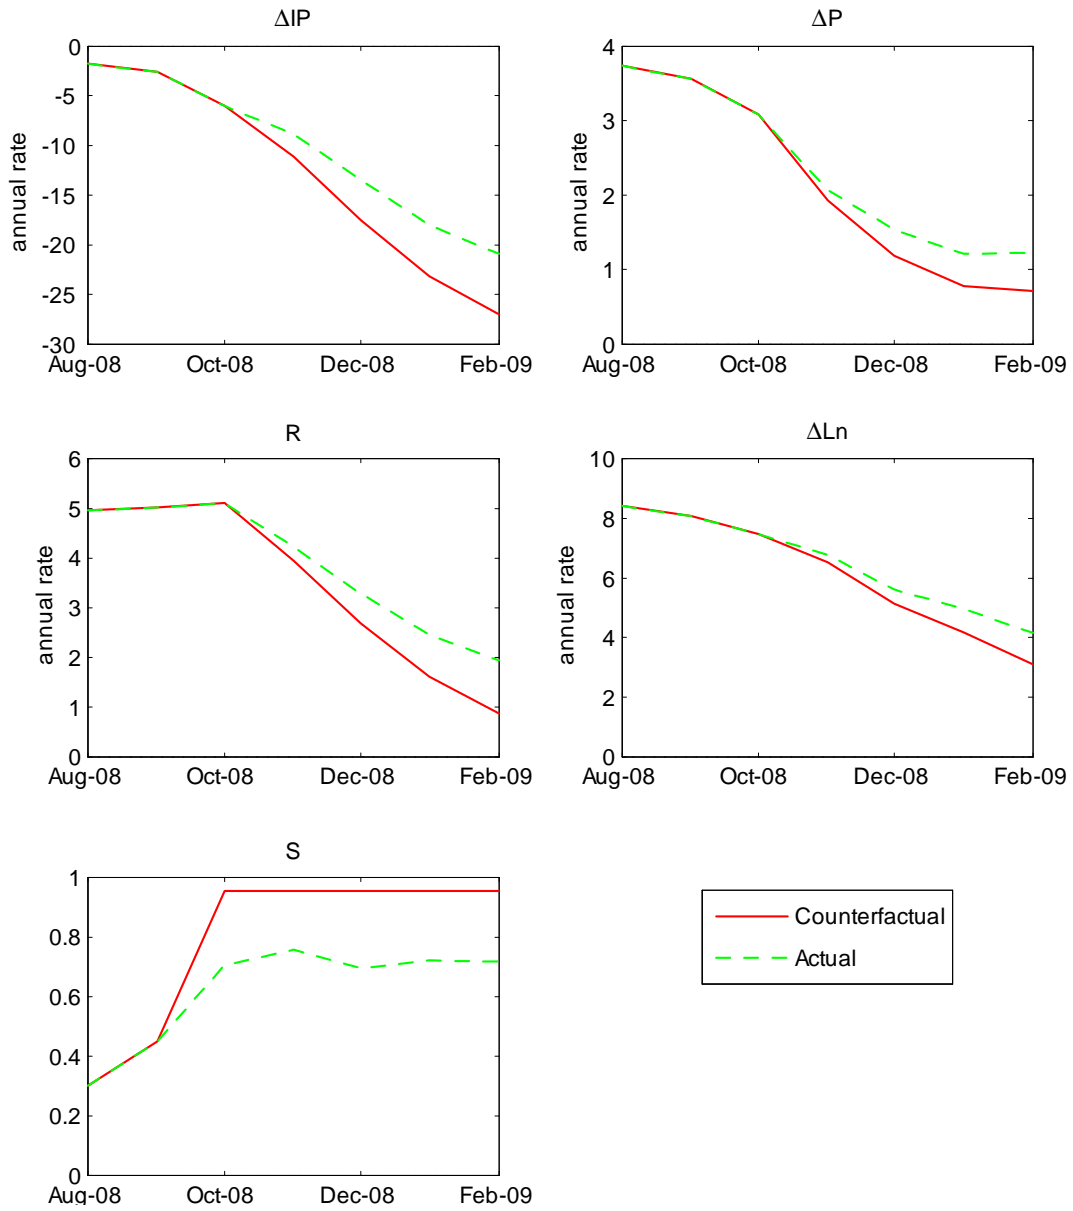 ΔIP
0
-5
-10
-15
-20
-25
-30
annual rate
Aug-08 Oct-08 Dec-08 Feb-09
ΔP
4
3
2
1
0
annual rate
Aug-08 Oct-08 Dec-08 Feb-09
R
6
5
4
3
2
1
0
annual rate
Aug-08 Oct-08 Dec-08 Feb-09
ΔLn
10
8
6
4
2
0
annual rate
Aug-08 Oct-08 Dec-08 Feb-09
S
1
0.8
0.6
0.4
0.2
0
Aug-08 Oct-08 Dec-08 Feb-09
Counterfactual
Actual